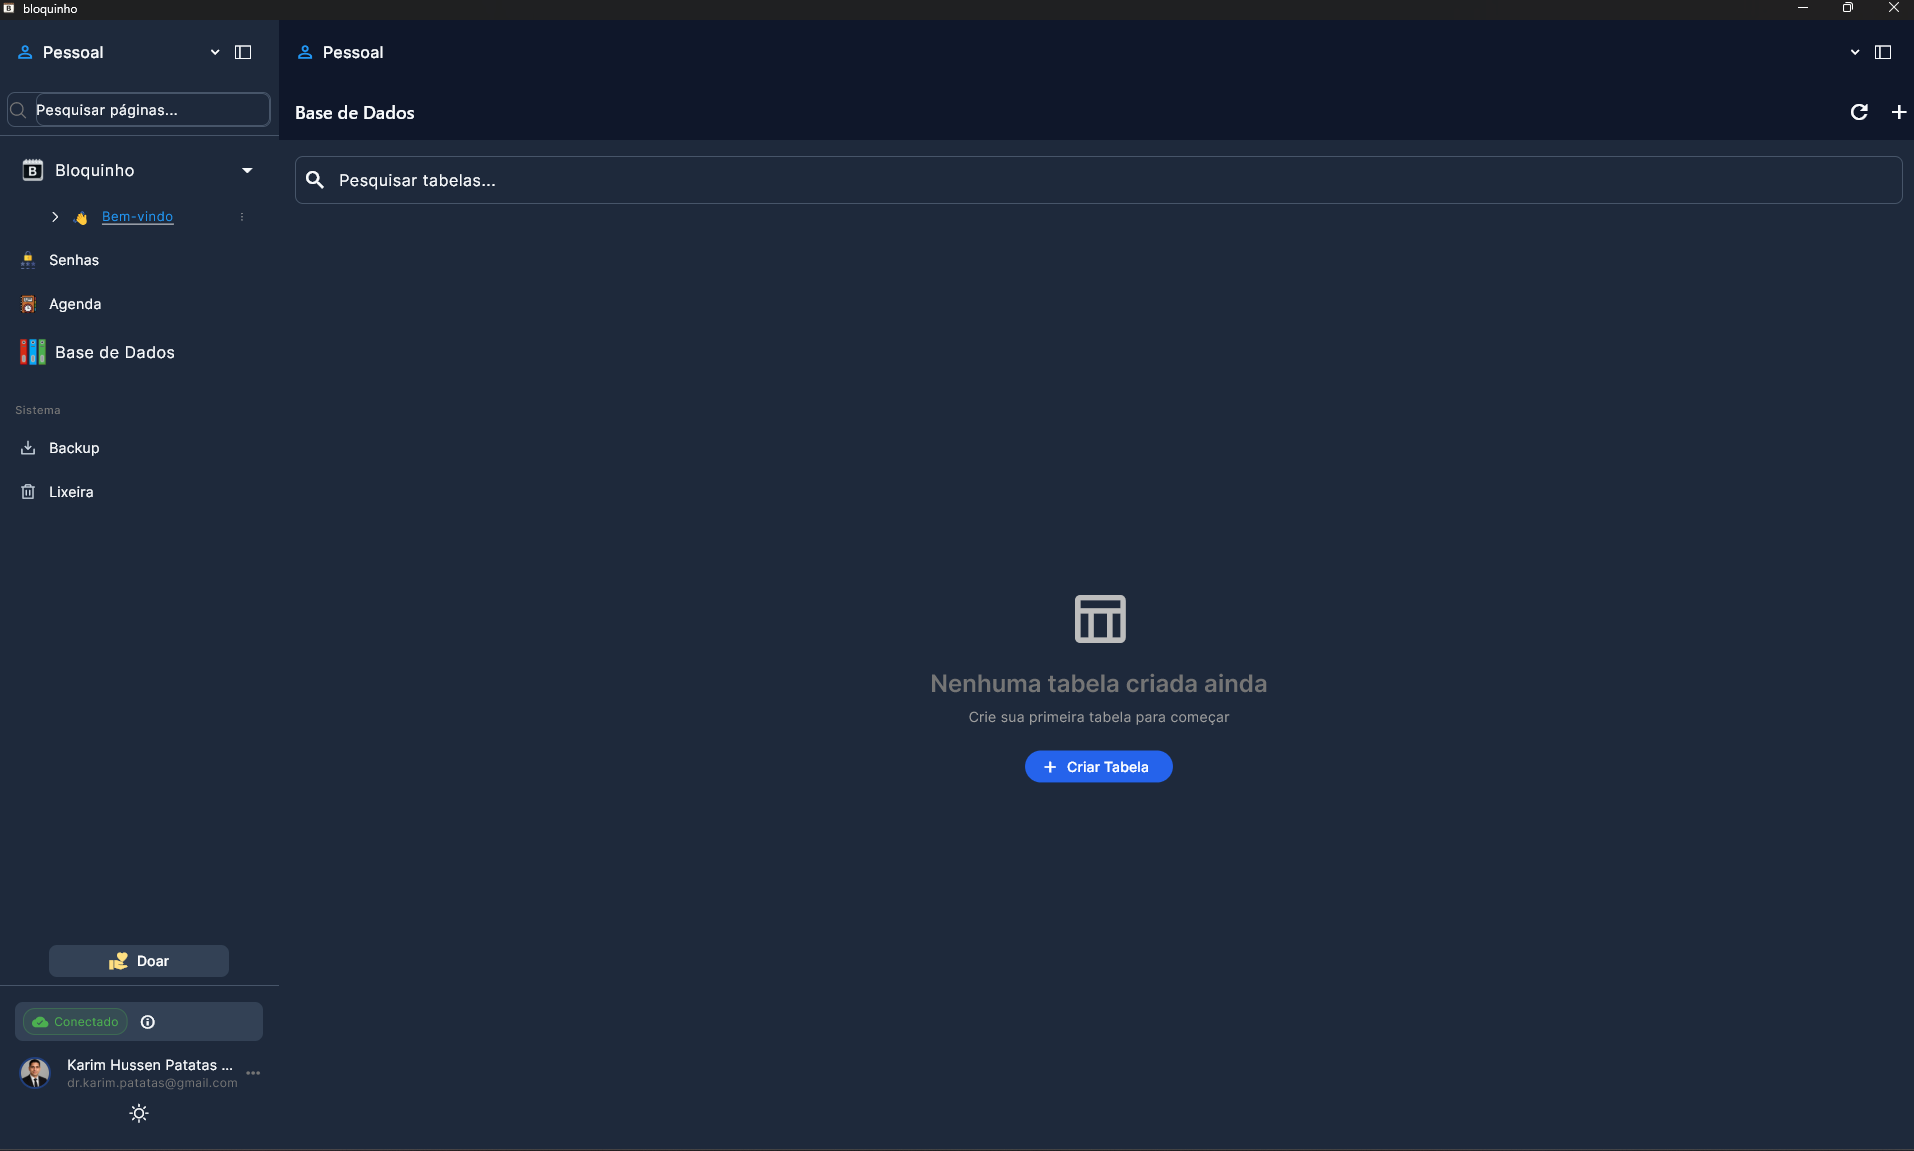 bloquinho
Pessoal
Pesquisar páginas...
B Bloquinho
Bem-vindo
Senhas
Agenda
Base de Dados
Sistema
Backup
Lixeira
Doar
Conectado
Karim Hussen Patatas ...
dr.karim.patatas@gmail.com
Pessoal
Base de Dados
Pesquisar tabelas...
Nenhuma tabela criada ainda
Crie sua primeira tabela para começar
+ Criar Tabela